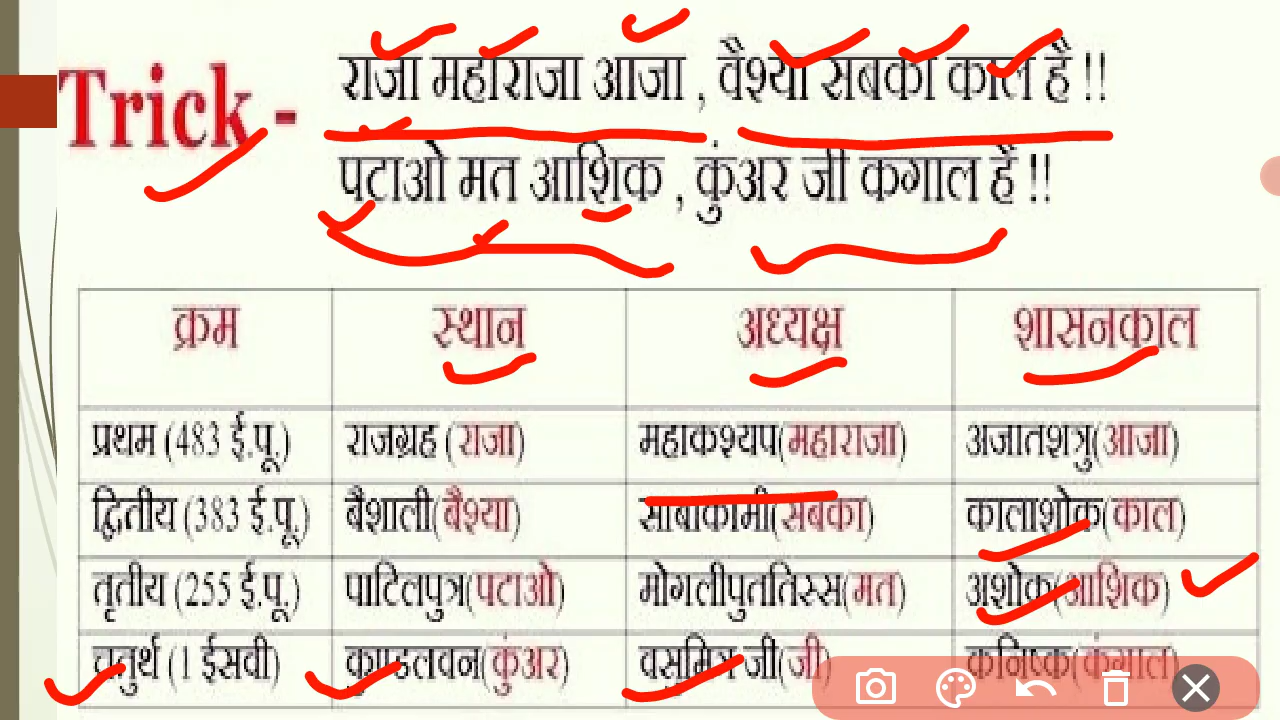 Trick - राजा महाराजा आजा , वैश्या सबका काल है !!
पटाओ मत आशिक , कुंअर जी कगाल हैं !!
क्रम स्थान अध्यक्ष शासनकाल
प्रथम (483 ई.पू.) राजग्रह (राजा) महाकश्यप(महाराजा) अजातशत्रु(आजा)
द्वितीय (383 ई.पू.) बैशाली(बैश्या) साबाकामी(सबका) कालाशोक(काल)
तृतीय (255 ई.पू.) पाटिलपुत्र(पटाओ) मोगलीपुततिस्स(मत) अशोक(आशिक)
चतुर्थ (1 ईसवी) कुण्डलवन(कुंअर) वसुमित्र जी(जी) कनिष्क(कंगाल)